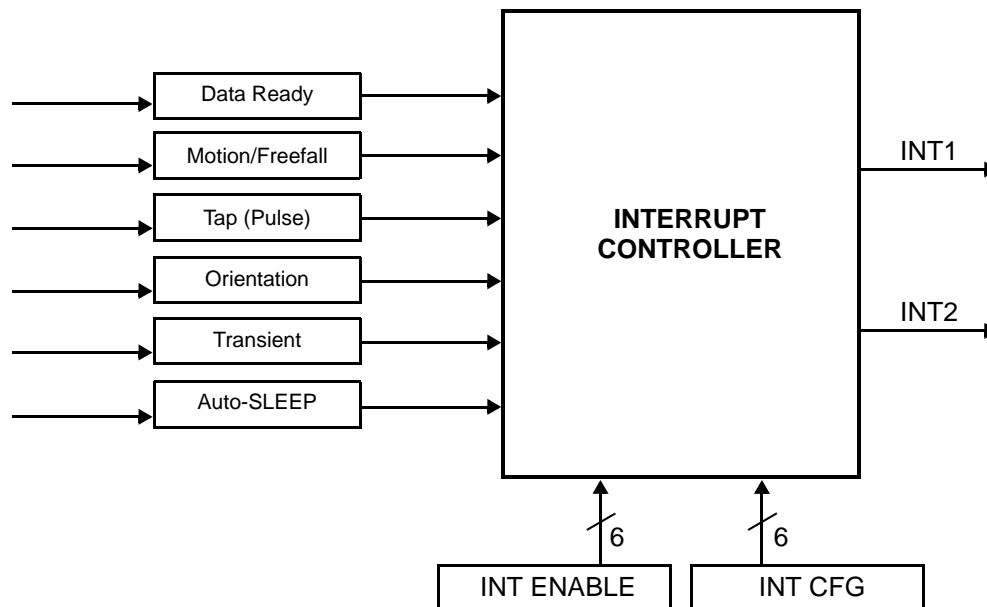 Data Ready
Motion/Freefall
Tap (Pulse)
Orientation
Transient
Auto-SLEEP
INTERRUPT
CONTROLLER
INT1
INT2
6
6
INT ENABLE
INT CFG